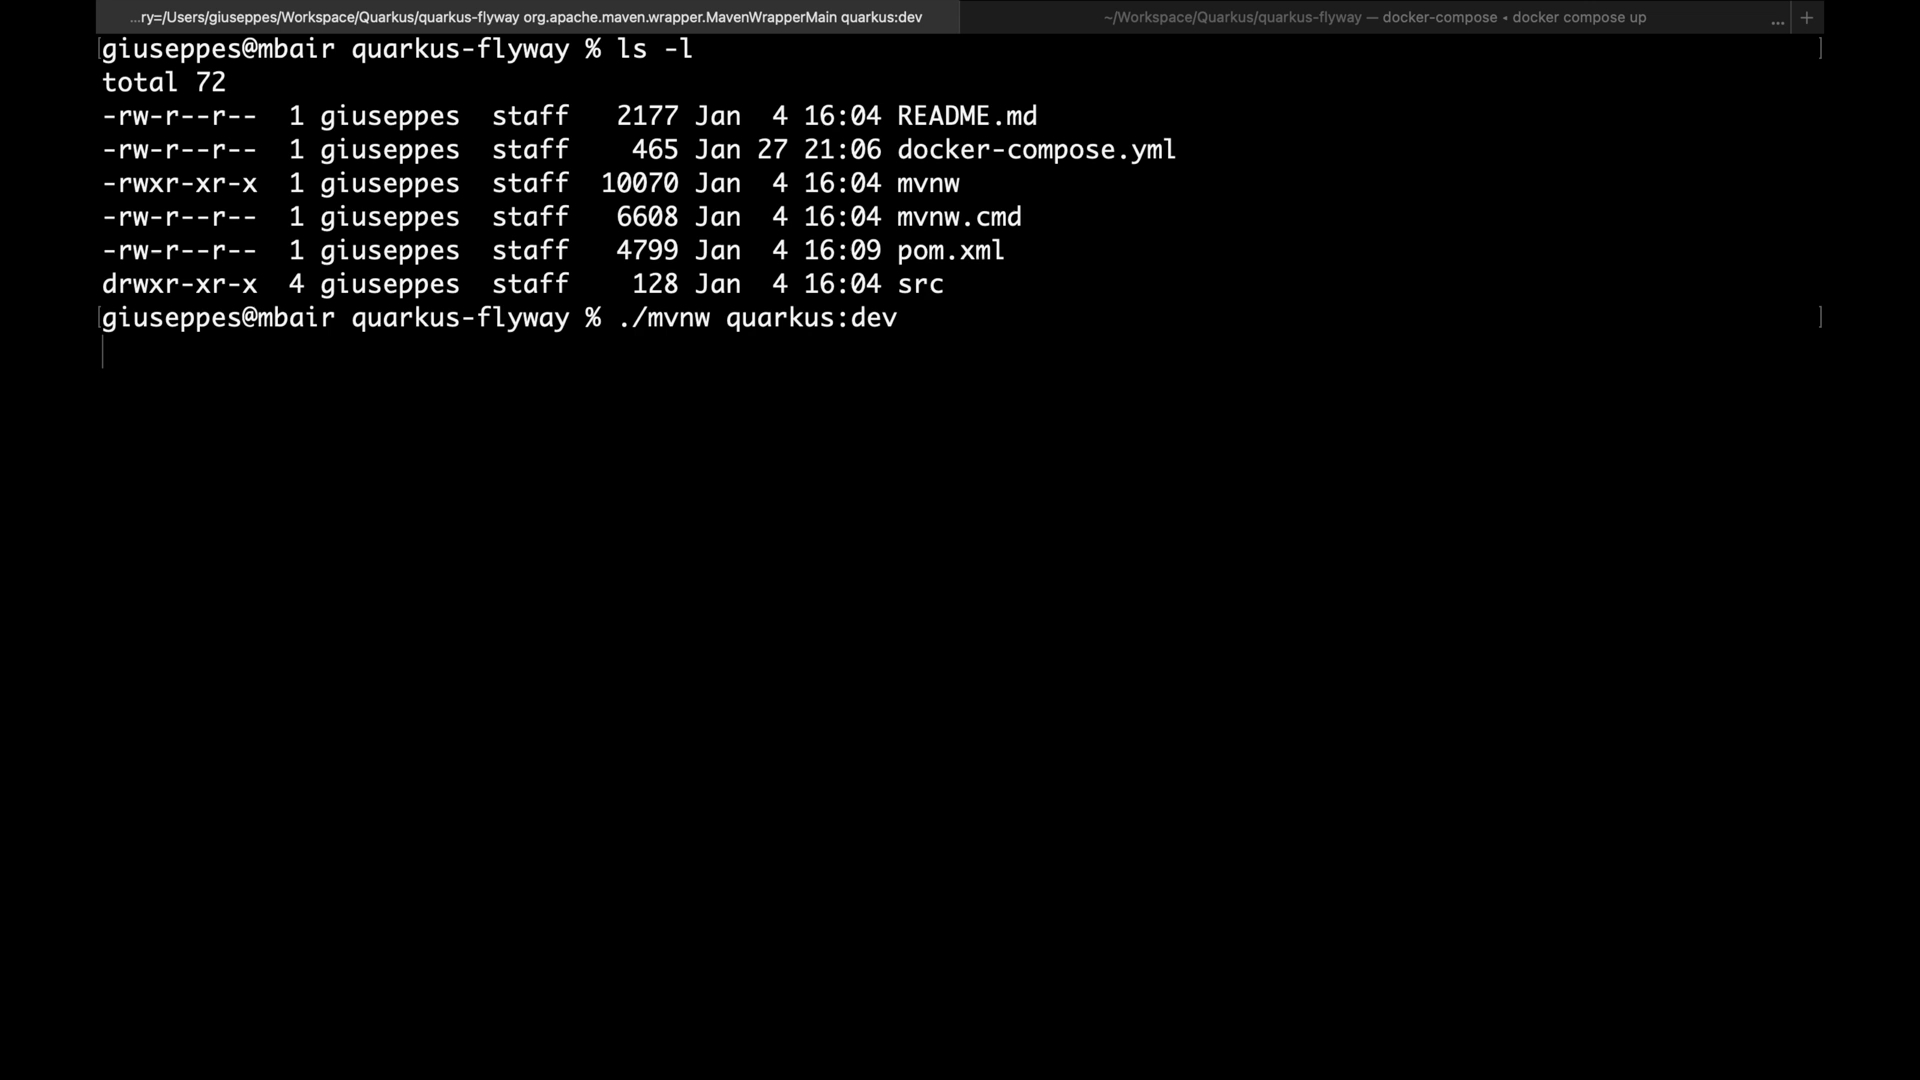 ...ry=/Users/giuseppes/Workspace/Quarkus/quarkus-flyway org.apache.maven.wrapper.MavenWrapperMain quarkus:dev
~/Workspace/Quarkus/quarkus-flyway — docker-compose ◂ docker compose up ... +
[giuseppes@mbair quarkus-flyway % ls -l ]
total 72
-rw-r--r--  1 giuseppes  staff   2177 Jan  4 16:04 README.md
-rw-r--r--  1 giuseppes  staff    465 Jan 27 21:06 docker-compose.yml
-rwxr-xr-x  1 giuseppes  staff  10070 Jan  4 16:04 mvnw
-rw-r--r--  1 giuseppes  staff   6608 Jan  4 16:04 mvnw.cmd
-rw-r--r--  1 giuseppes  staff   4799 Jan  4 16:09 pom.xml
drwxr-xr-x  4 giuseppes  staff    128 Jan  4 16:04 src
[giuseppes@mbair quarkus-flyway % ./mvnw quarkus:dev ]